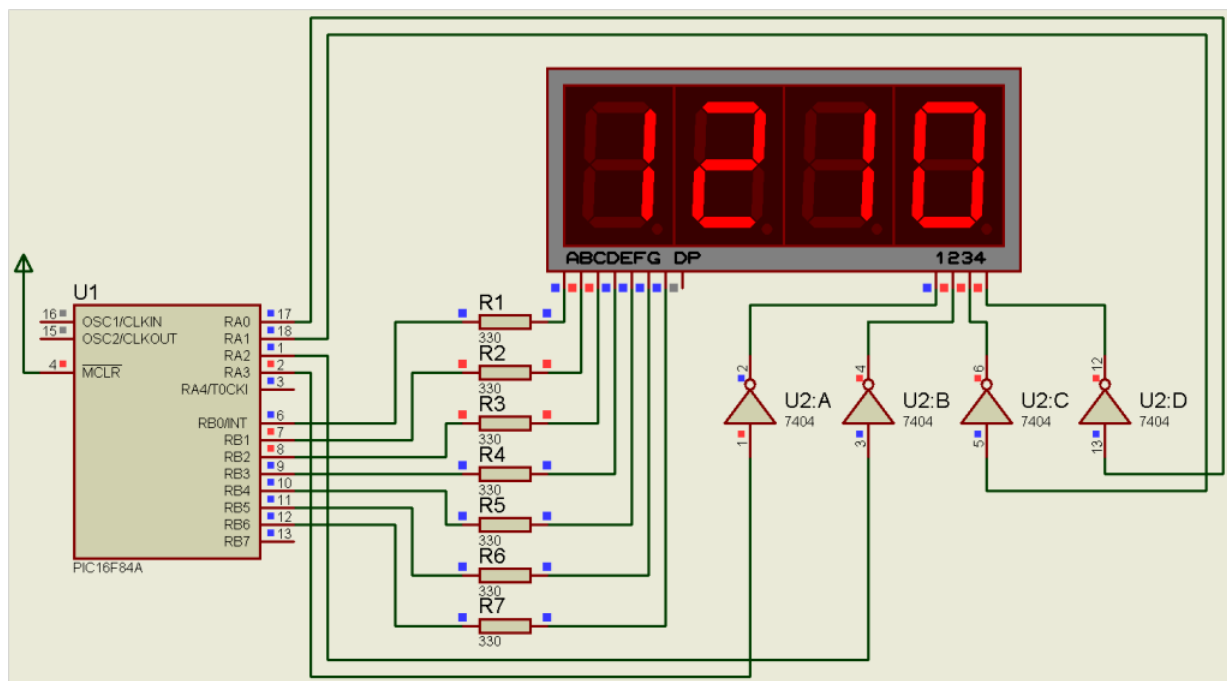 1210
ABCDEFG DP
1234
U1
16
OSC1/CLKIN
15
OSC2/CLKOUT
4
MCLR
RA0
17
RA1
18
RA2
1
RA3
2
RA4/T0CKI
3
RB0/INT
6
RB1
7
RB2
8
RB3
9
RB4
10
RB5
11
RB6
12
RB7
13
PIC16F84A
R1
330
R2
330
R3
330
R4
330
R5
330
R6
330
R7
330
2
U2:A
7404
1
4
U2:B
7404
3
6
U2:C
7404
5
12
U2:D
7404
13